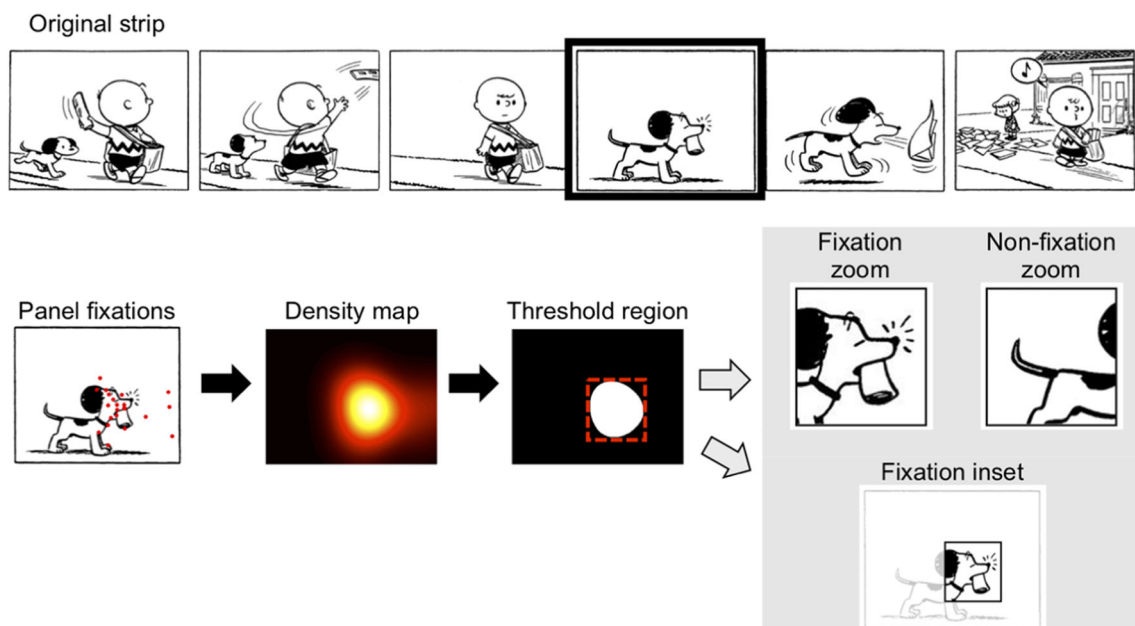 Original strip
Fixation
zoom
Non-fixation
zoom
Panel fixations
Density map
Threshold region
Fixation inset